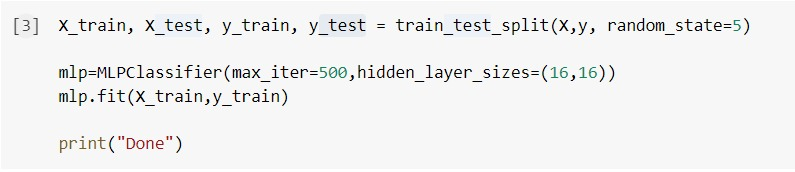 [3] X_train, X_test, y_train, y_test = train_test_split(X,y, random_state=5)
mlp=MLPClassifier(max_iter=500,hidden_layer_sizes=(16,16))
mlp.fit(X_train,y_train)
print("Done")